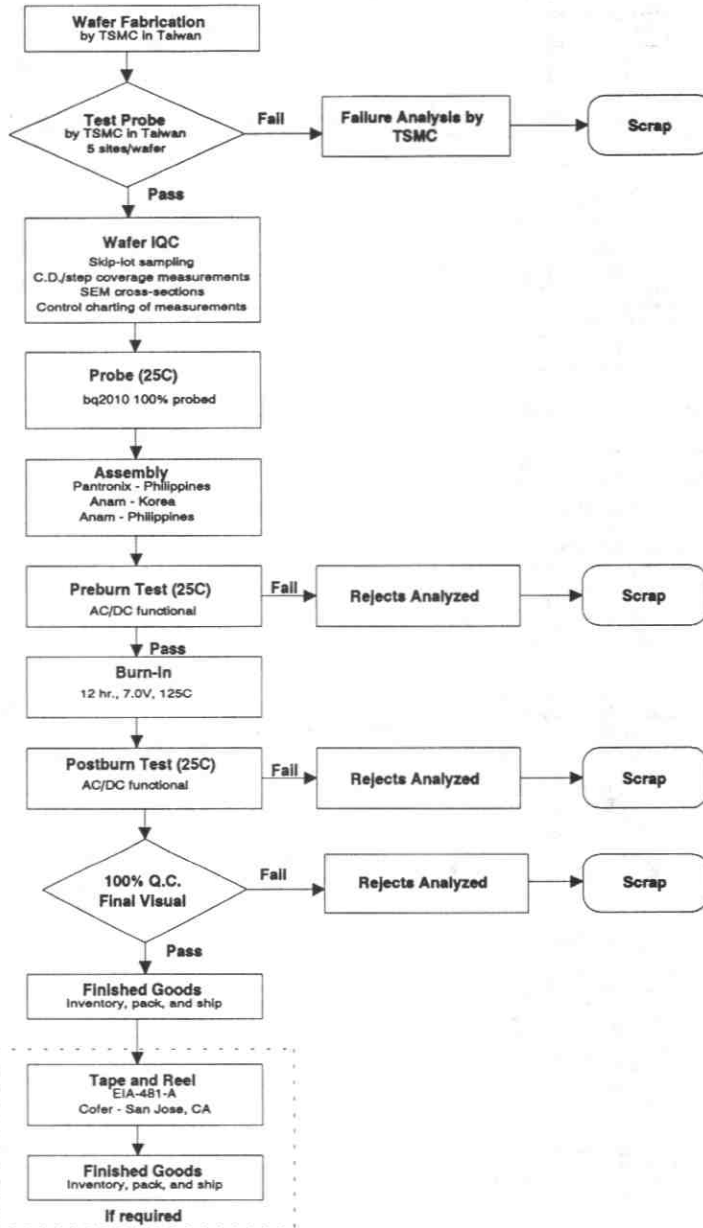 Wafer Fabrication
by TSMC in Taiwan
Test Probe
by TSMC in Taiwan
5 sites/wafer
Fail
Failure Analysis by
TSMC
Scrap
Pass
Wafer IQC
Skip-lot sampling
C.D./step coverage measurements
SEM cross-sections
Control charting of measurements
Probe (25C)
bq2010 100% probed
Assembly
Pantronix - Philippines
Anam - Korea
Anam - Philippines
Preburn Test (25C)
AC/DC functional
Fail
Rejects Analyzed
Scrap
Pass
Burn-In
12 hr., 7.0V, 125C
Postburn Test (25C)
AC/DC functional
Fail
Rejects Analyzed
Scrap
100% Q.C.
Final Visual
Fail
Rejects Analyzed
Scrap
Pass
Finished Goods
Inventory, pack, and ship
Tape and Reel
EIA-481-A
Cofer - San Jose, CA
Finished Goods
Inventory, pack, and ship
If required